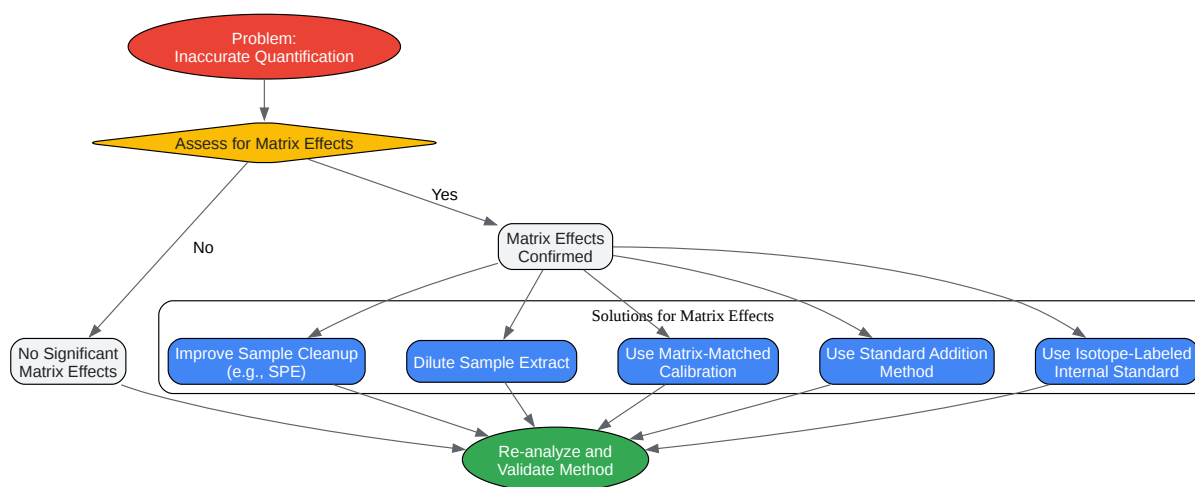 Problem:
Inaccurate Quantification
Assess for Matrix Effects
Yes
No
Matrix Effects
Confirmed
Solutions for Matrix Effects
No Significant
Matrix Effects
Improve Sample Cleanup
(e.g., SPE)
Dilute Sample Extract
Use Matrix-Matched
Calibration
Use Standard Addition
Method
Use Isotope-Labeled
Internal Standard
Re-analyze and
Validate Method